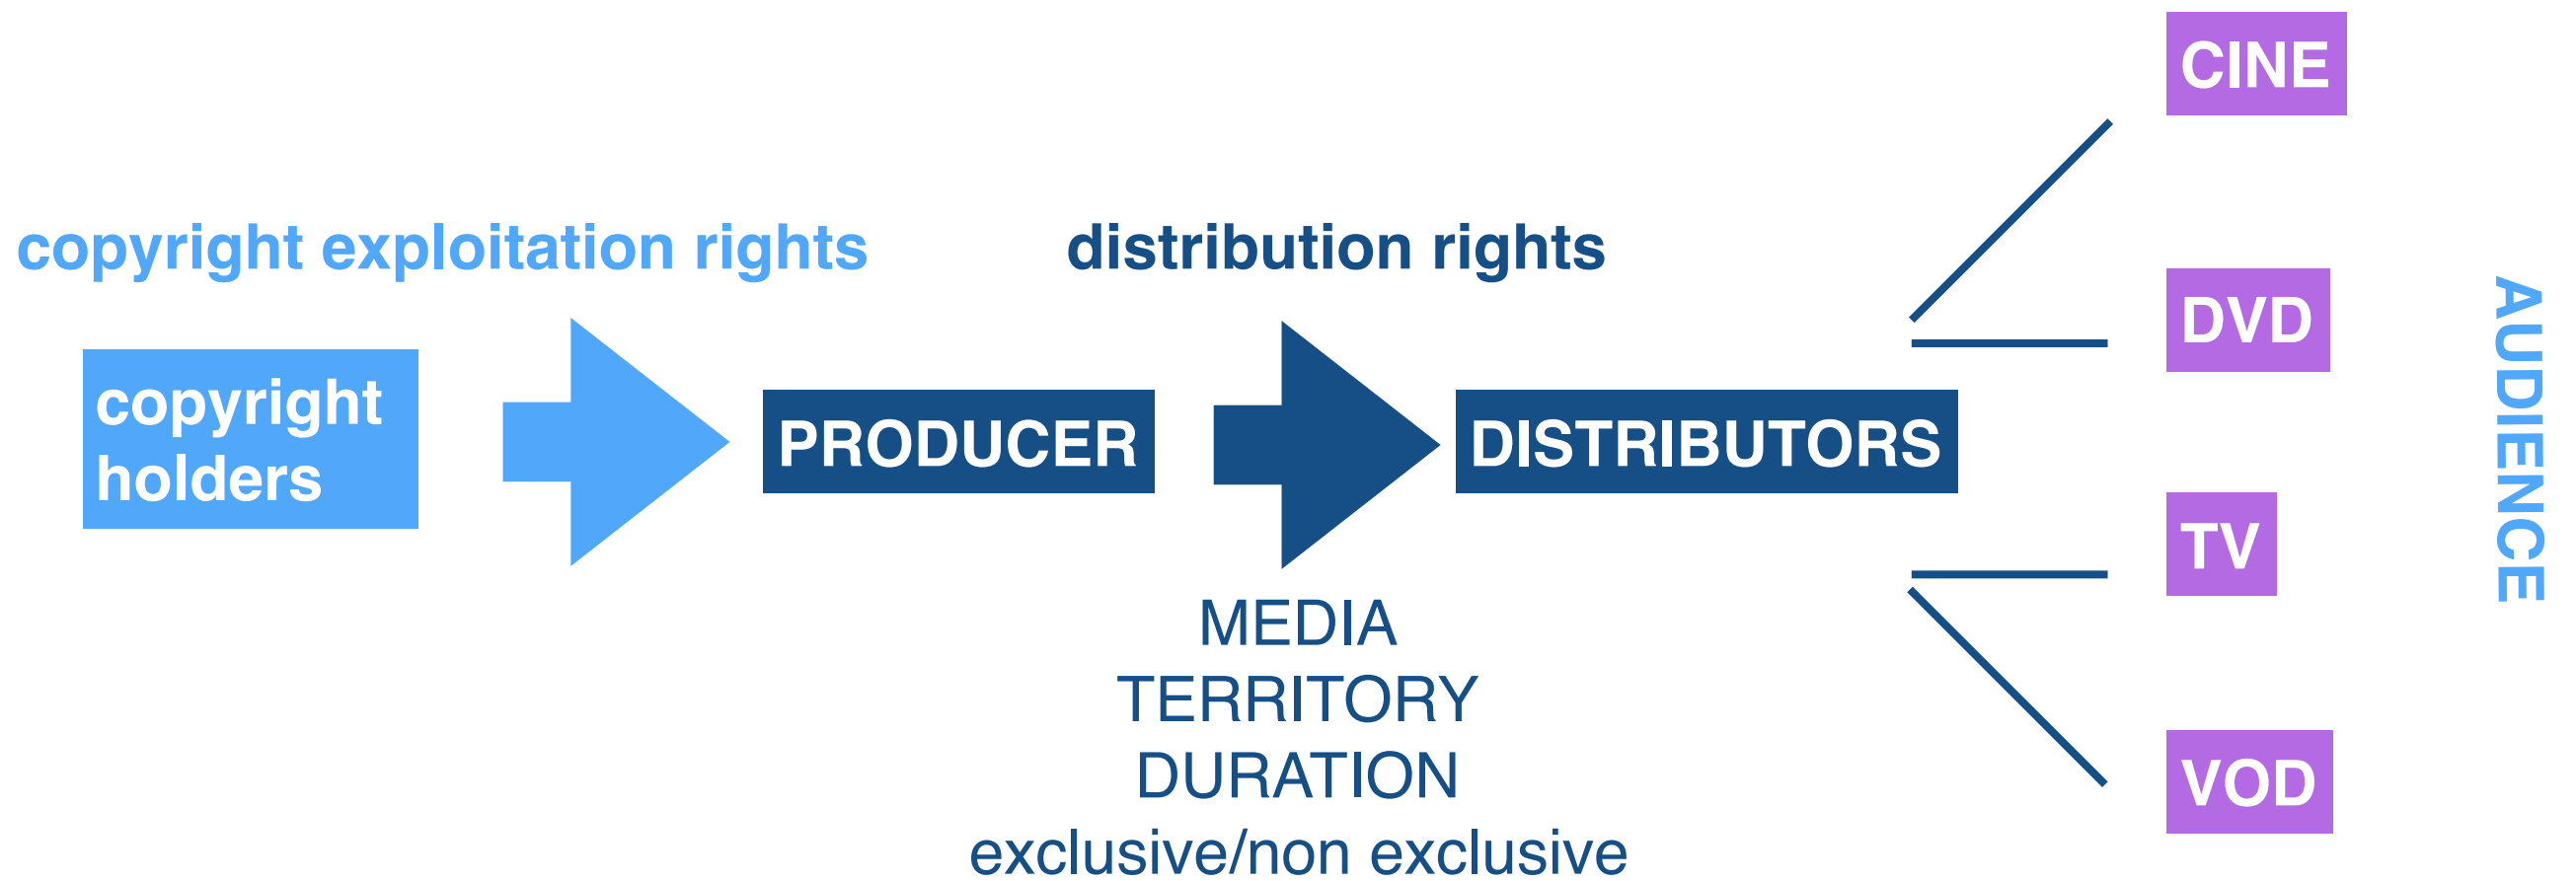 copyright exploitation rights
copyright
holders
PRODUCER
distribution rights
MEDIA
TERRITORY
DURATION
exclusive/non exclusive
DISTRIBUTORS
CINE
DVD
TV
VOD
AUDIENCE